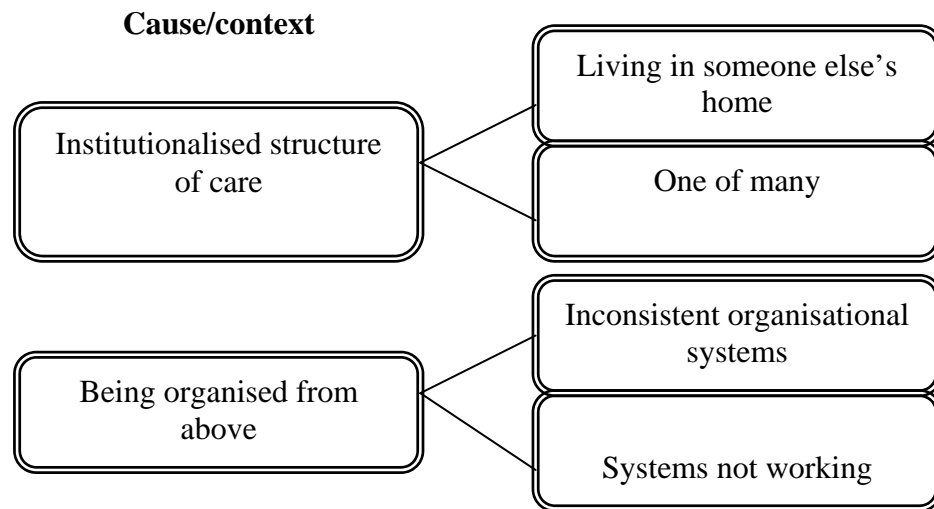 Cause/context
Institutionalised structure
of care
Living in someone else’s
home
One of many
Being organised from
above
Inconsistent organisational
systems
Systems not working